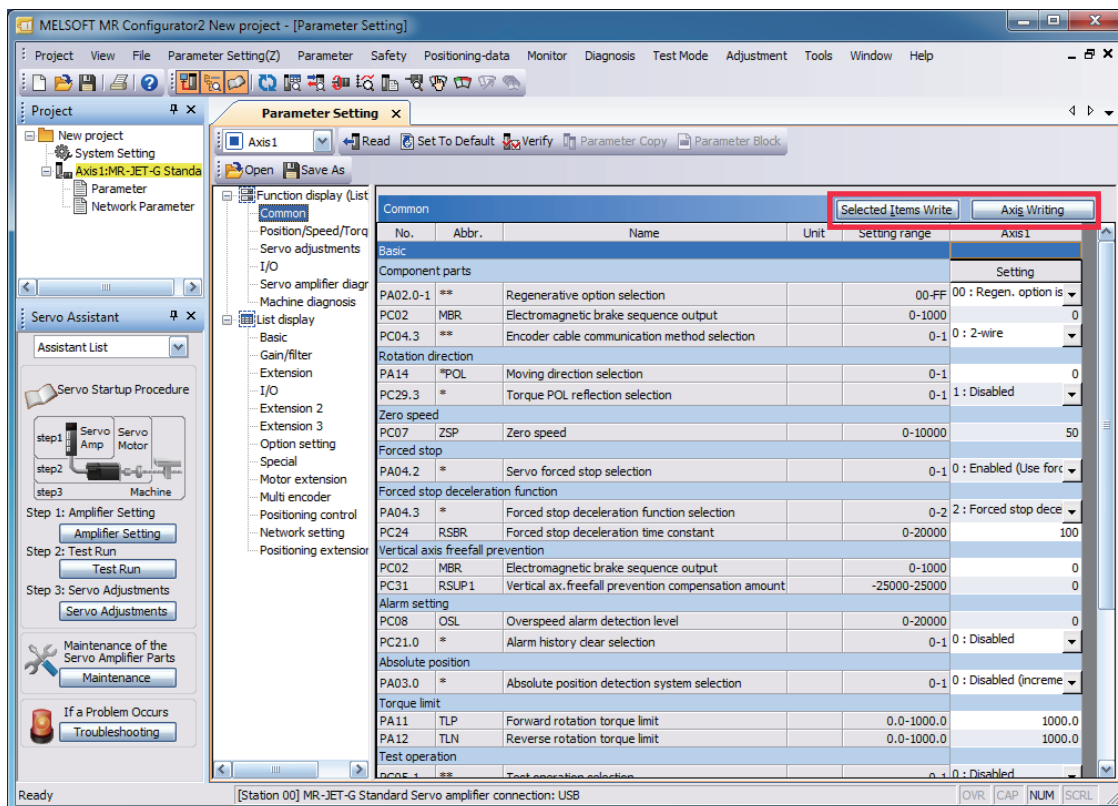 MELSOFT MR Configurator2 New project - [Parameter Setting]
Project View File Parameter Setting(Z) Parameter Safety Positioning-data Monitor Diagnosis Test Mode Adjustment Tools Window Help
Project
New project
System Setting
Axis1:MR-JET-G Standa
Parameter
Network Parameter
Servo Assistant
Assistant List
Servo Startup Procedure
step1 Servo Amp Servo Motor
step2
step3 Machine
Step 1: Amplifier Setting
Amplifier Setting
Step 2: Test Run
Test Run
Step 3: Servo Adjustments
Servo Adjustments
Maintenance of the
Servo Amplifier Parts
Maintenance
If a Problem Occurs
Troubleshooting
Parameter Setting
Axis1 Read Set To Default Verify Parameter Copy Parameter Block
Open Save As
Function display (List
Common
Position/Speed/Torq
Servo adjustments
I/O
Servo amplifier diagr
Machine diagnosis
List display
Basic
Gain/filter
Extension
I/O
Extension 2
Extension 3
Option setting
Special
Motor extension
Multi encoder
Positioning control
Network setting
Positioning extensior
Common Selected Items Write Axis Writing
No. Abbr. Name Unit Setting range Axis1
Basic
Component parts Setting
PA02.0-1 ** Regenerative option selection 00-FF 00 : Regen. option is
PC02 MBR Electromagnetic brake sequence output 0-1000 0
PC04.3 ** Encoder cable communication method selection 0-1 0 : 2-wire
Rotation direction
PA14 *POL Moving direction selection 0-1 0
PC29.3 * Torque POL reflection selection 0-1 1 : Disabled
Zero speed
PC07 ZSP Zero speed 0-10000 50
Forced stop
PA04.2 * Servo forced stop selection 0-1 0 : Enabled (Use forc
Forced stop deceleration function
PA04.3 * Forced stop deceleration function selection 0-2 2 : Forced stop dece
PC24 RSBR Forced stop deceleration time constant 0-20000 100
Vertical axis freefall prevention
PC02 MBR Electromagnetic brake sequence output 0-1000 0
PC31 RSUP1 Vertical ax.freefall prevention compensation amount -25000-25000 0
Alarm setting
PC08 OSL Overspeed alarm detection level 0-20000 0
PC21.0 * Alarm history clear selection 0-1 0 : Disabled
Absolute position
PA03.0 * Absolute position detection system selection 0-1 0 : Disabled (increme
Torque limit
PA11 TLP Forward rotation torque limit 0.0-1000.0 1000.0
PA12 TLN Reverse rotation torque limit 0.0-1000.0 1000.0
Test operation
PC05.1 ** Test operation selection 0-1 0 : Disabled
Ready [Station 00] MR-JET-G Standard Servo amplifier connection: USB OVR CAP NUM SCRL